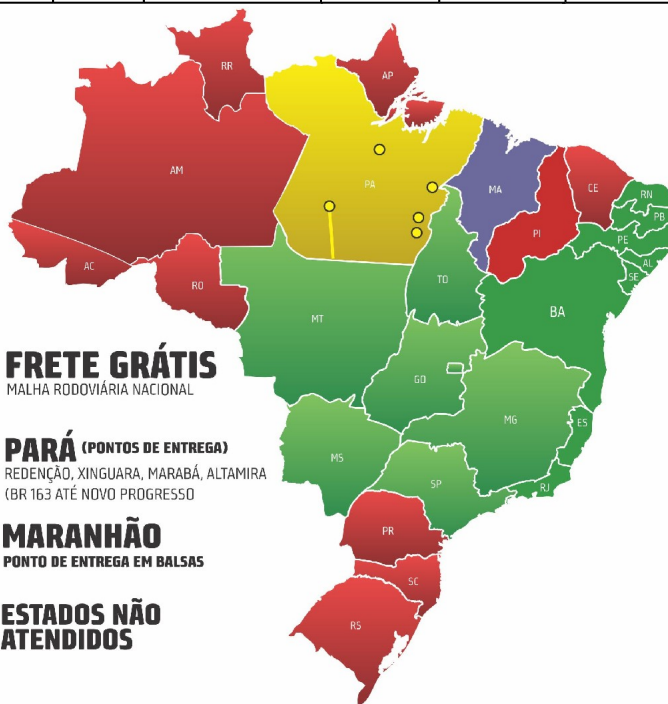 RR
AP
AM
PA
MA
CE
RN
PB
PI
PE
AL
SE
AC
RO
TO
BA
MT
FRETE GRÁTIS
MALHA RODOVIÁRIA NACIONAL
GO
MG
ES
PARÁ (PONTOS DE ENTREGA)
REDENÇÃO, XINGUARA, MARABÁ, ALTAMIRA
(BR 163 ATÉ NOVO PROGRESSO
MS
SP
RJ
MARANHÃO
PONTO DE ENTREGA EM BALSAS
PR
SC
ESTADOS NÃO
ATENDIDOS
RS